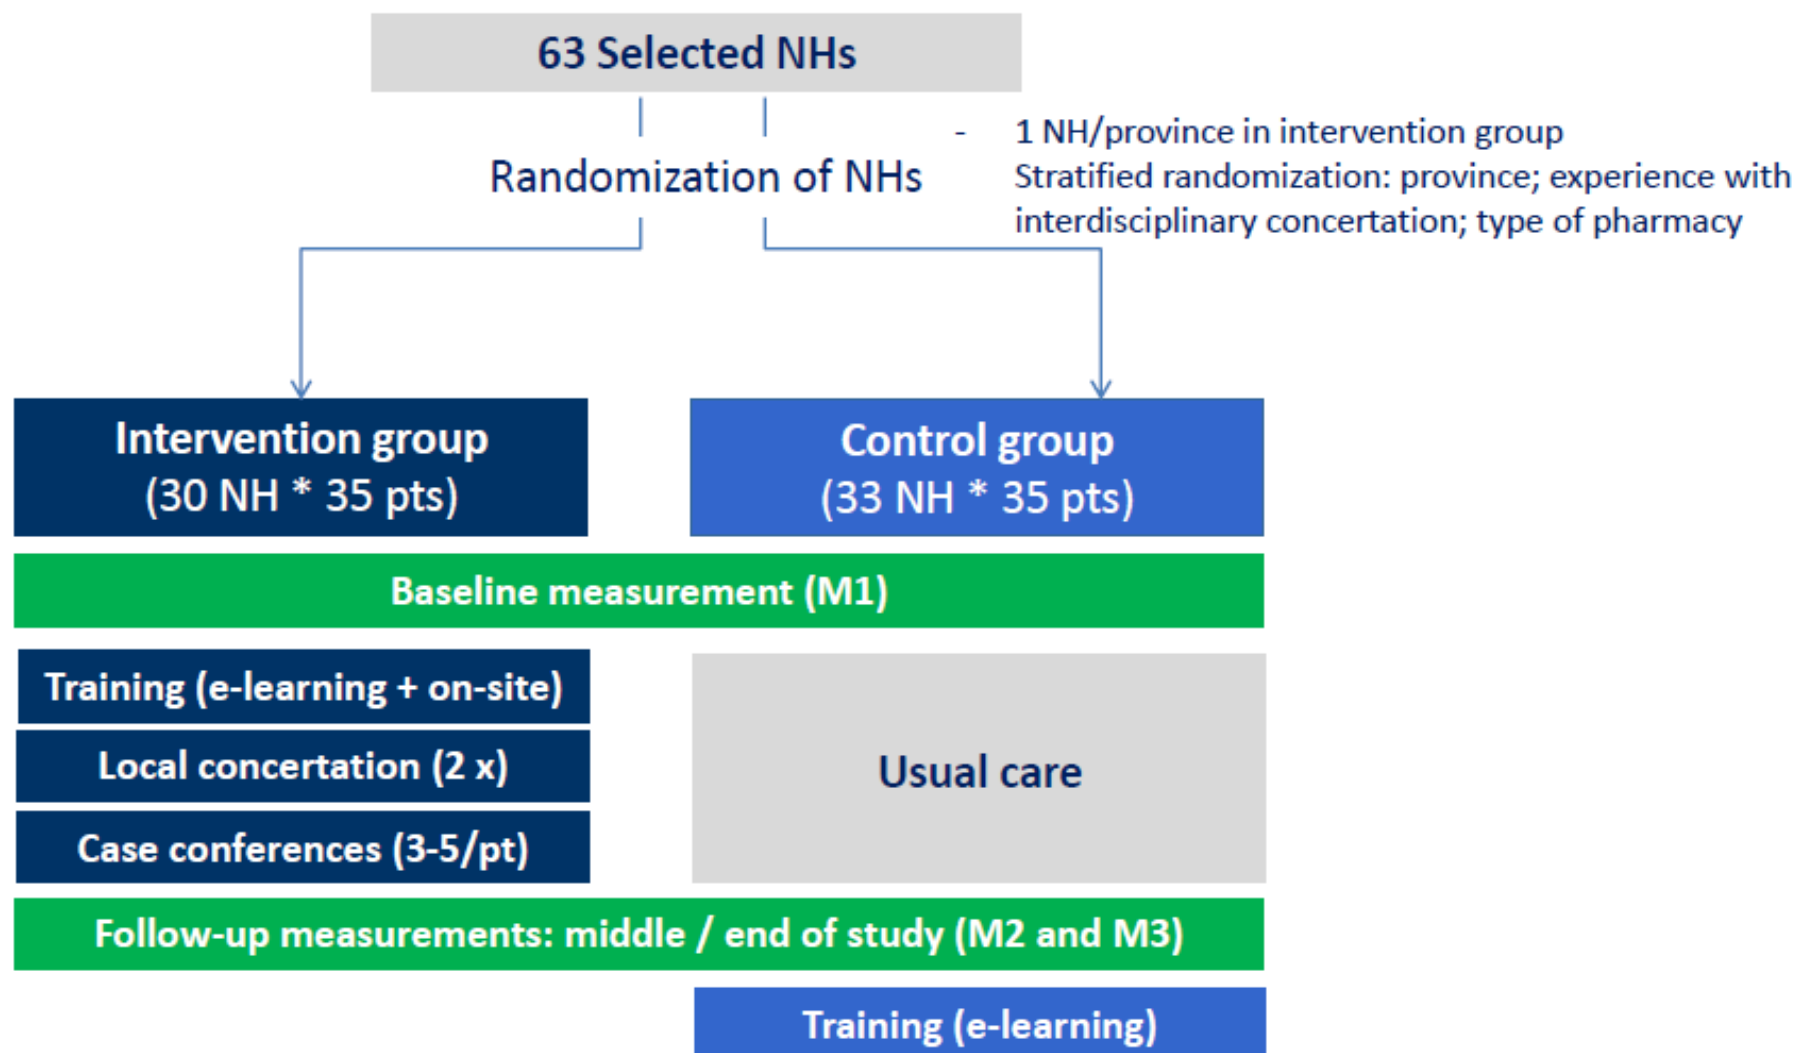 63 Selected NHs
Randomization of NHs
- 1 NH/province in intervention group
Stratified randomization: province; experience with
interdisciplinary concertation; type of pharmacy
Intervention group
(30 NH * 35 pts)
Control group
(33 NH * 35 pts)
Baseline measurement (M1)
Training (e-learning + on-site)
Local concertation (2 x)
Case conferences (3-5/pt)
Usual care
Follow-up measurements: middle / end of study (M2 and M3)
Training (e-learning)